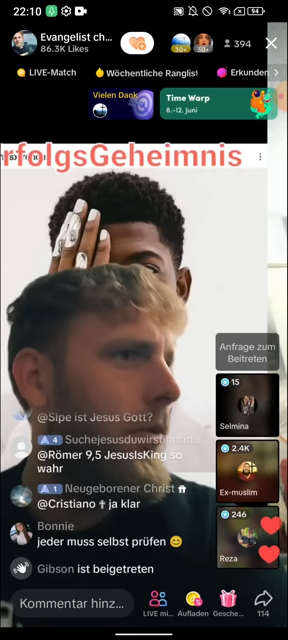 22:10
94
Evangelist ch...
86.3K Likes
30+
30+
394
LIVE-Match
Wöchentliche Ranglist
Erkunden
Vielen Dank
Time Warp
8.-12. Juni
rfolgsGeheimnis
Anfrage zum
Beitreten
15
Selmina
2.4K
Ex-muslim
246
Reza
@Sipe ist Jesus Gott?
4 Suchejesusduwirstihnfin...
@Römer 9,5 JesusIsKing so
wahr
1 Neugeborener Christ
@Cristiano ✝ ja klar
Bonnie
jeder muss selbst prüfen 😊
Gibson ist beigetreten
Kommentar hinz...
LIVE mi...
Aufladen
Gesche...
114